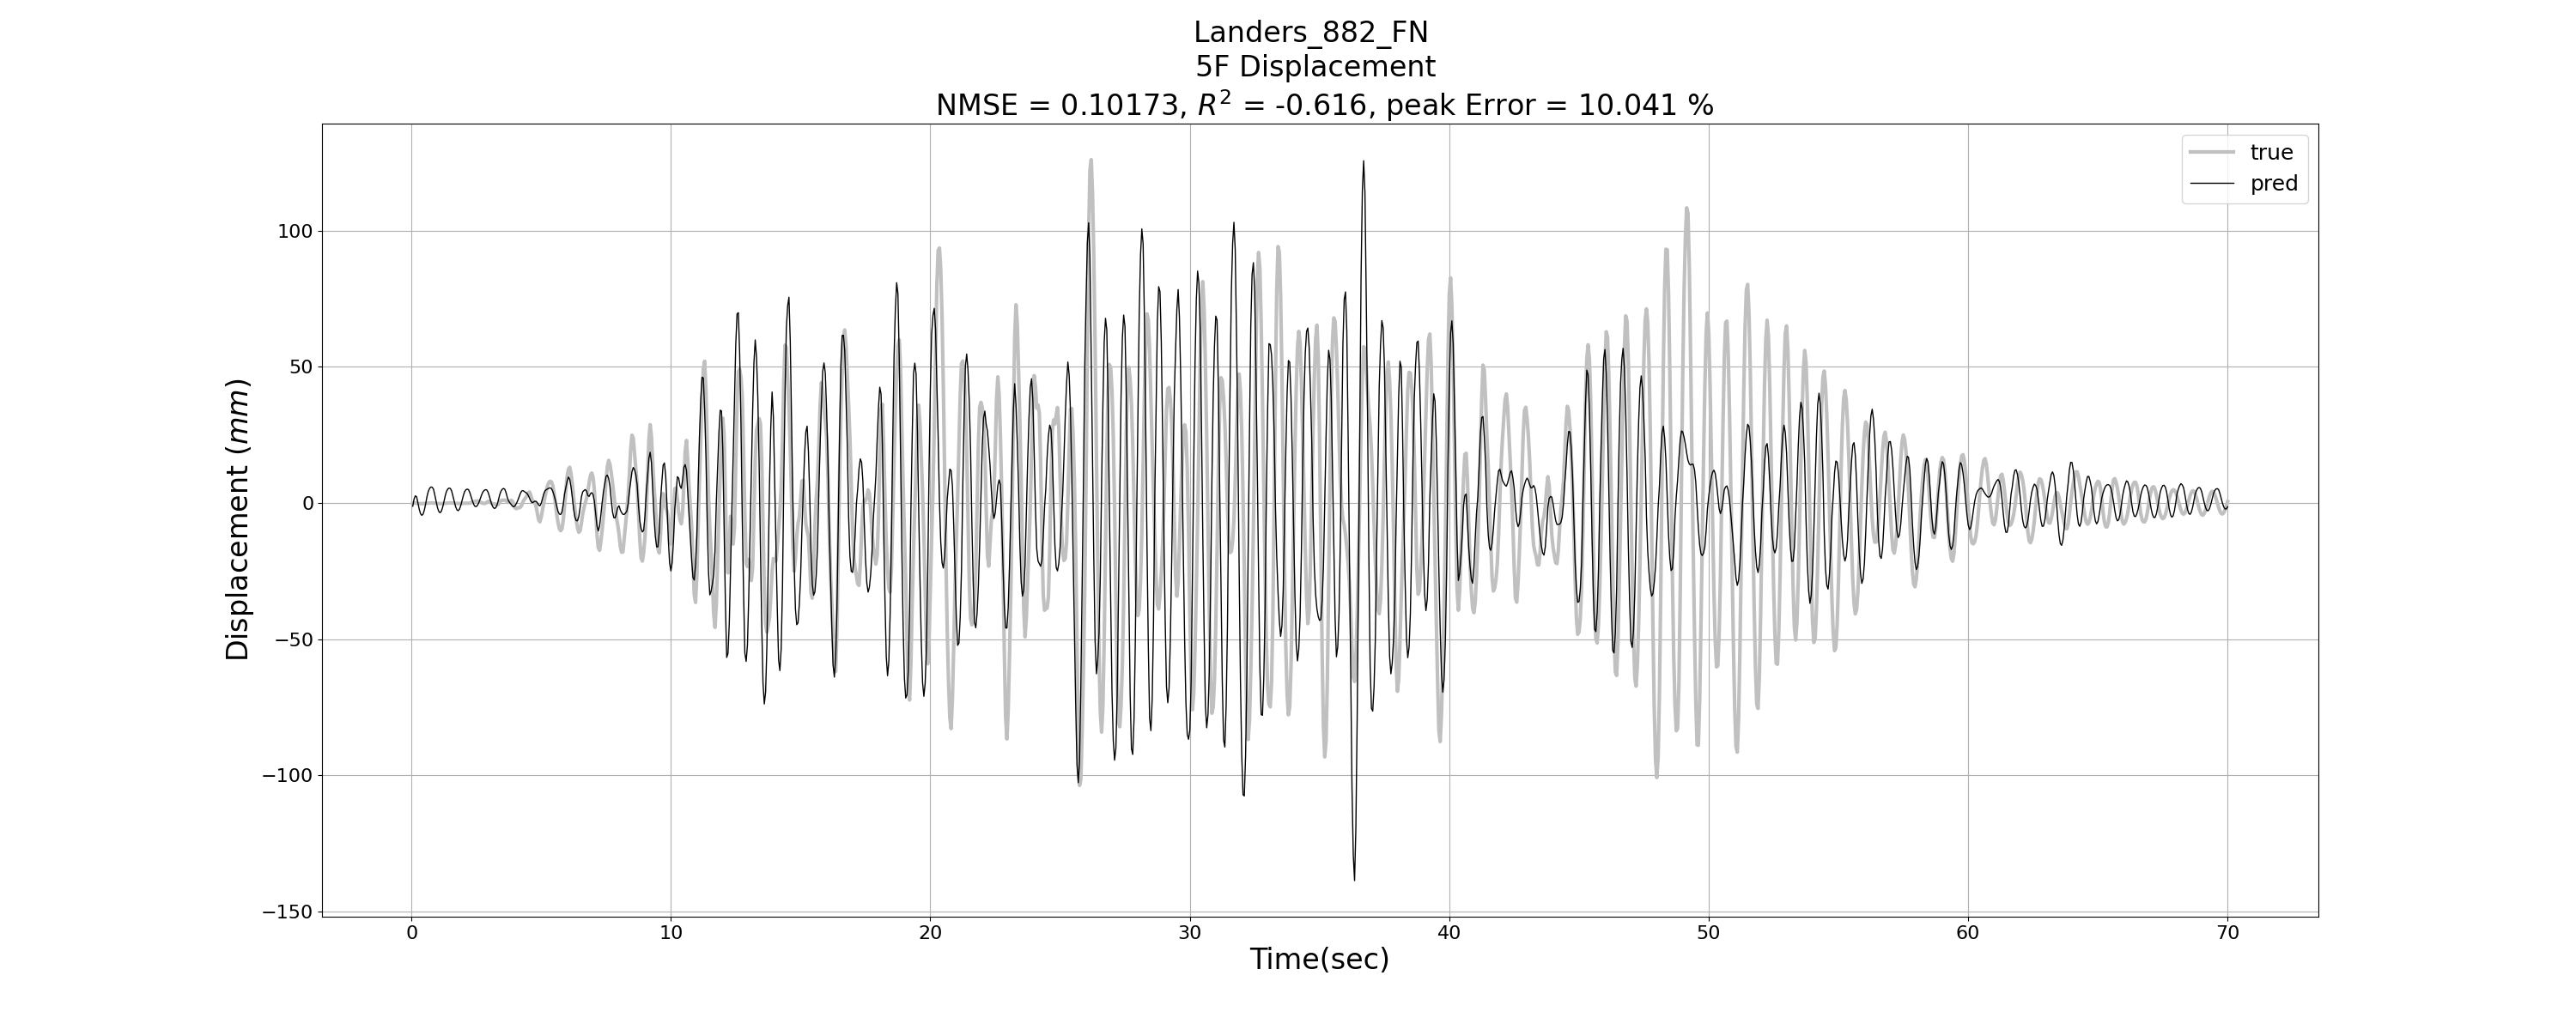 Landers_882_FN
5F Displacement
NMSE = 0.10173, R² = -0.616, peak Error = 10.041 %
true
pred
100
50
0
−50
−100
−150
Displacement (mm)
0 10 20 30 40 50 60 70
Time(sec)